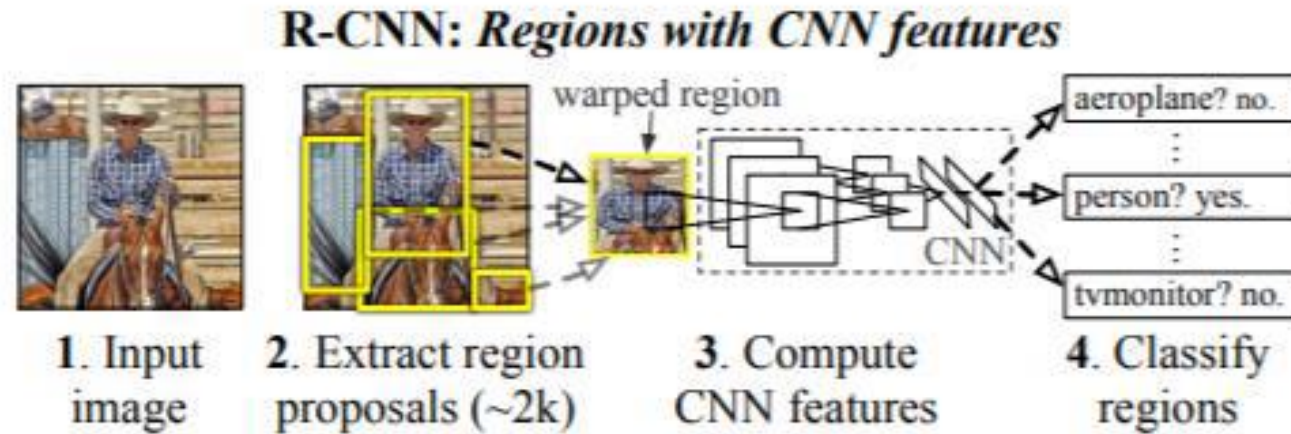 R-CNN: Regions with CNN features
warped region
aeroplane? no.
person? yes.
tvmonitor? no.
CNN
1. Input
image
2. Extract region
proposals (~2k)
3. Compute
CNN features
4. Classify
regions